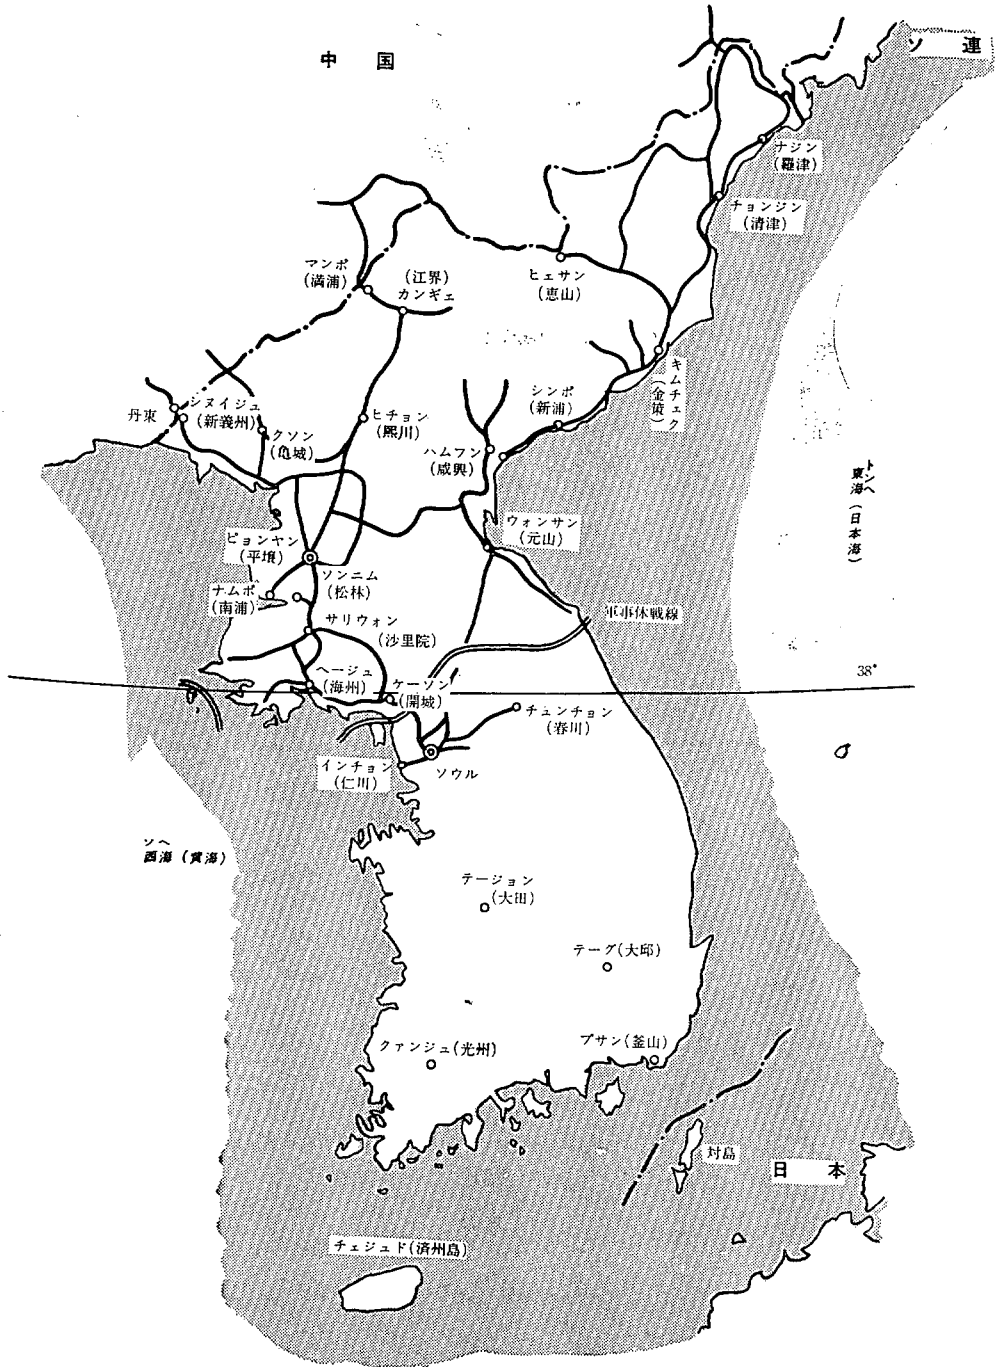 中国
ソ連
ナジン
(羅津)
チョンジン
(清津)
マンポ
(満浦)
(江界)
カンギェ
ヒェサン
(恵山)
キムチェク
(金策)
シンポ
(新浦)
丹東
シヌイジュ
(新義州)
クソン
(亀城)
ヒチョン
(熙川)
ハムフン
(咸興)
トンヘ
東海(日本海)
ウォンサン
(元山)
ピョンヤン
(平壌)
ソンニム
(松林)
ナムポ
(南浦)
サリウォン
(沙里院)
軍事休戦線
ヘージュ
(海州)
ケーソン
(開城)
38°
チュンチョン
(春川)
インチョン
(仁川)
ソウル
ソヘ
西海(黄海)
テージョン
(大田)
テーグ(大邱)
クァンジュ(光州)
プサン(釜山)
対島
日本
チェジュド(済州島)